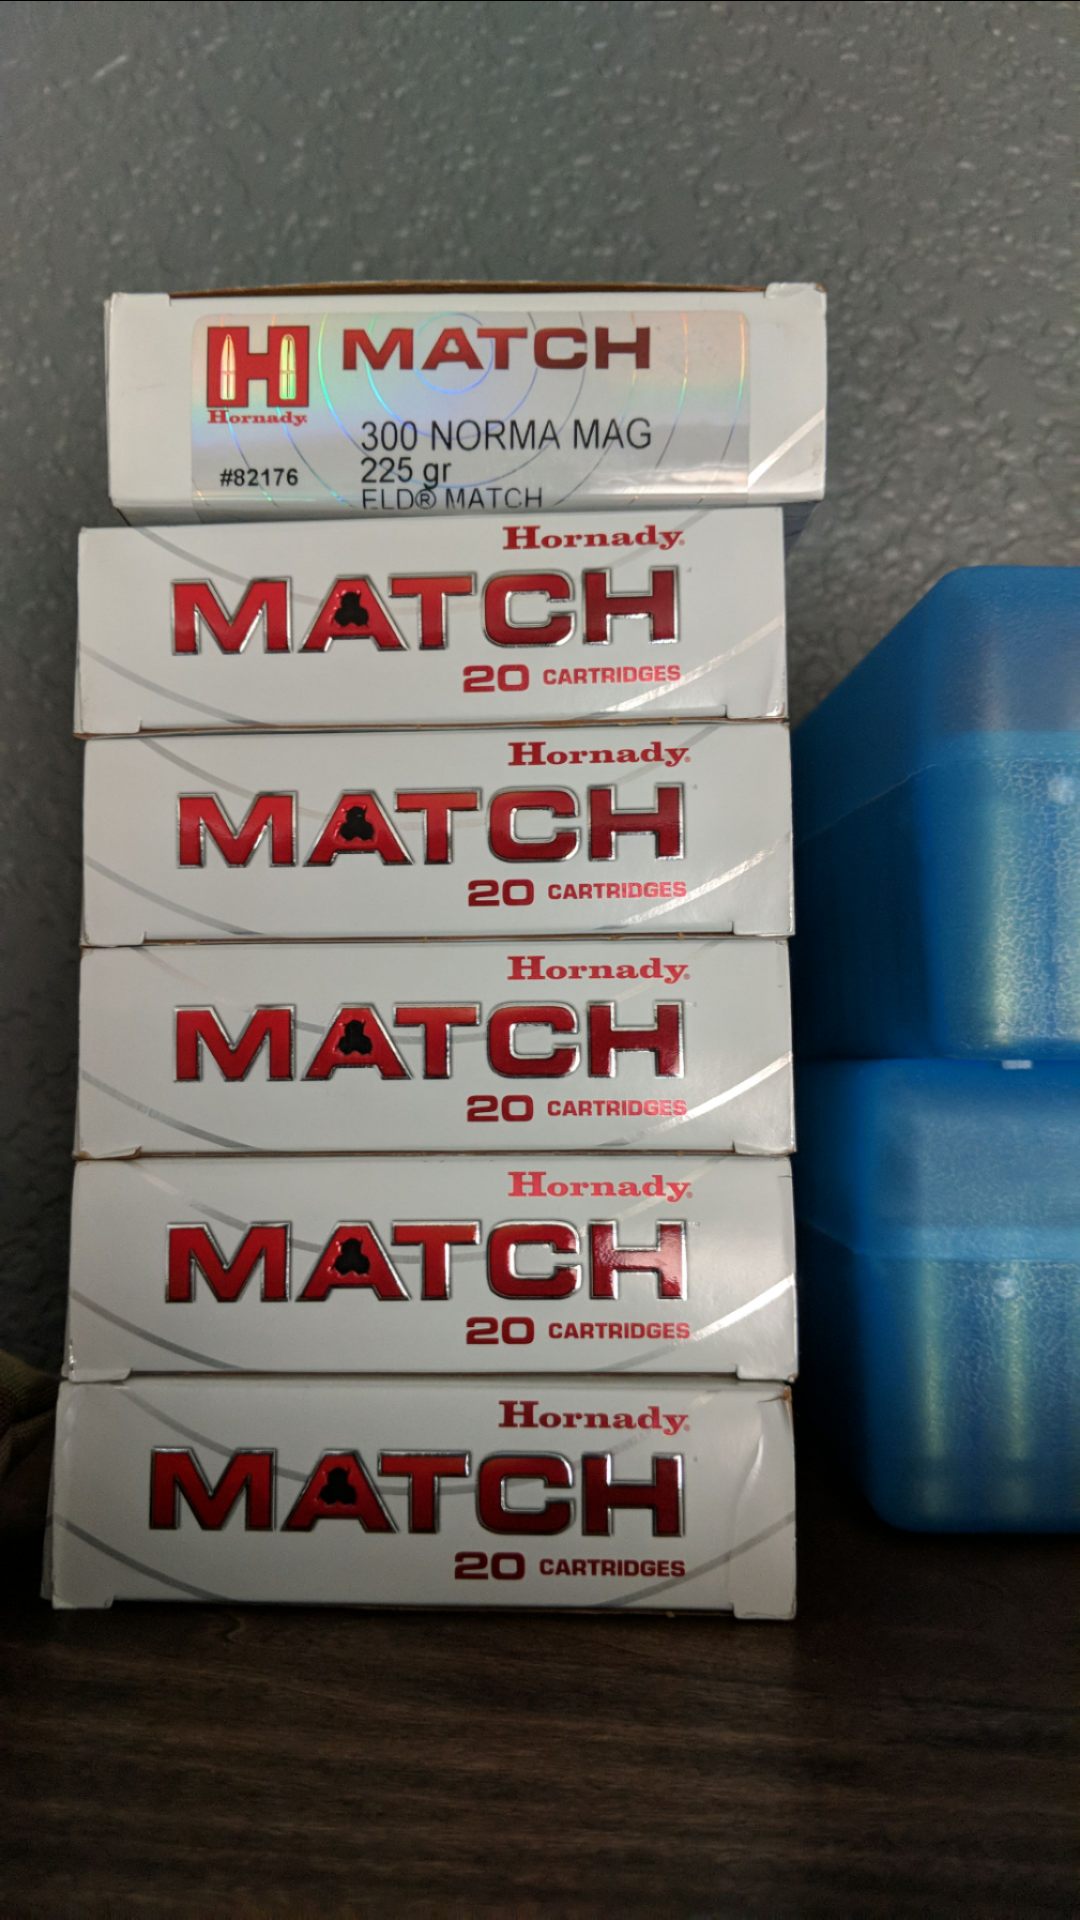 MATCH
Hornady.
300 NORMA MAG
#82176
225 gr
ELD® MATCH
Hornady.
MATCH
20 CARTRIDGES
Hornady.
MATCH
20 CARTRIDGES
Hornady.
MATCH
20 CARTRIDGES
Hornady.
MATCH
20 CARTRIDGES
Hornady.
MATCH
20 CARTRIDGES